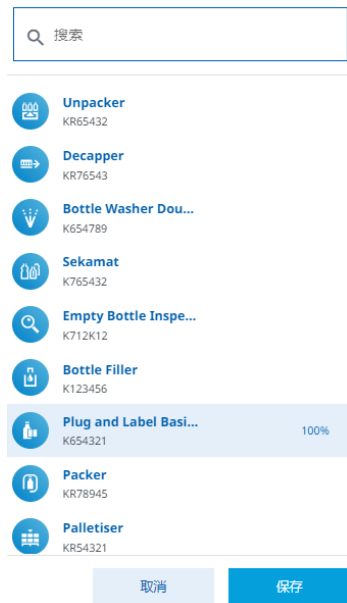 搜索
Unpacker
KR65432
Decapper
KR76543
Bottle Washer Dou...
K654789
Sekamat
K765432
Empty Bottle Inspe...
K712K12
Bottle Filler
K123456
Plug and Label Basi...
100%
K654321
Packer
KR78945
Palletiser
KR54321
取消
保存